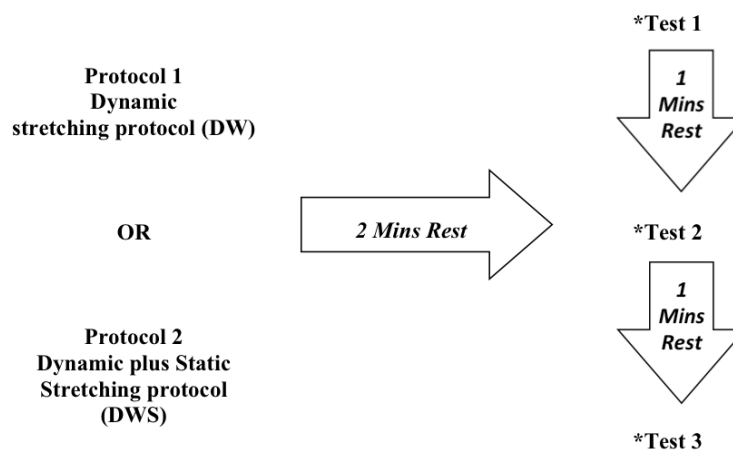 Protocol 1
Dynamic
stretching protocol (DW)
OR
Protocol 2
Dynamic plus Static
Stretching protocol
(DWS)
2 Mins Rest
*Test 1
1
Mins
Rest
*Test 2
1
Mins
Rest
*Test 3